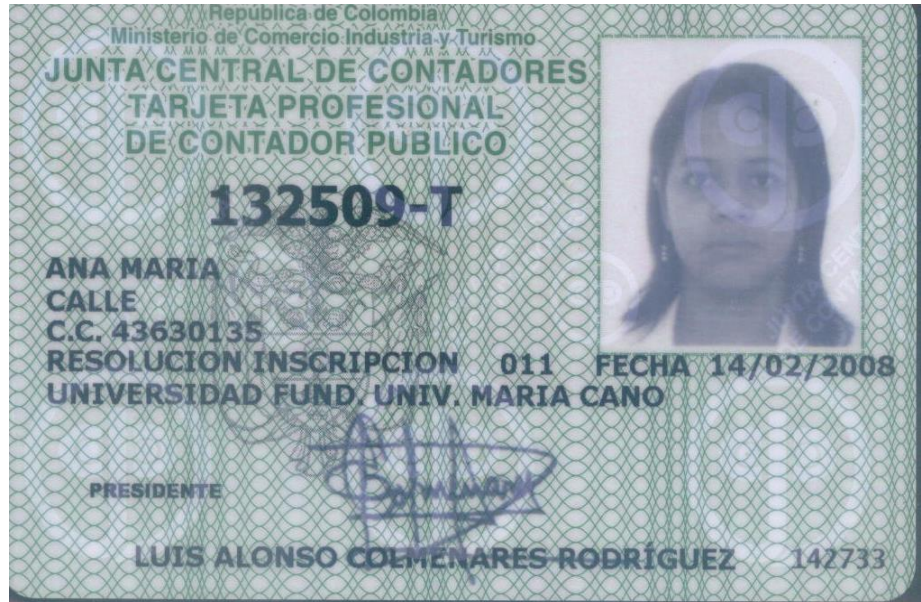 República de Colombia
Ministerio de Comercio Industria y Turismo
JUNTA CENTRAL DE CONTADORES
TARJETA PROFESIONAL
DE CONTADOR PUBLICO
132509-T
ANA MARIA
CALLE
C.C. 43630135
RESOLUCION INSCRIPCION 011 FECHA 14/02/2008
UNIVERSIDAD FUND. UNIV. MARIA CANO
PRESIDENTE
LUIS ALONSO COLMENARES RODRÍGUEZ 142733